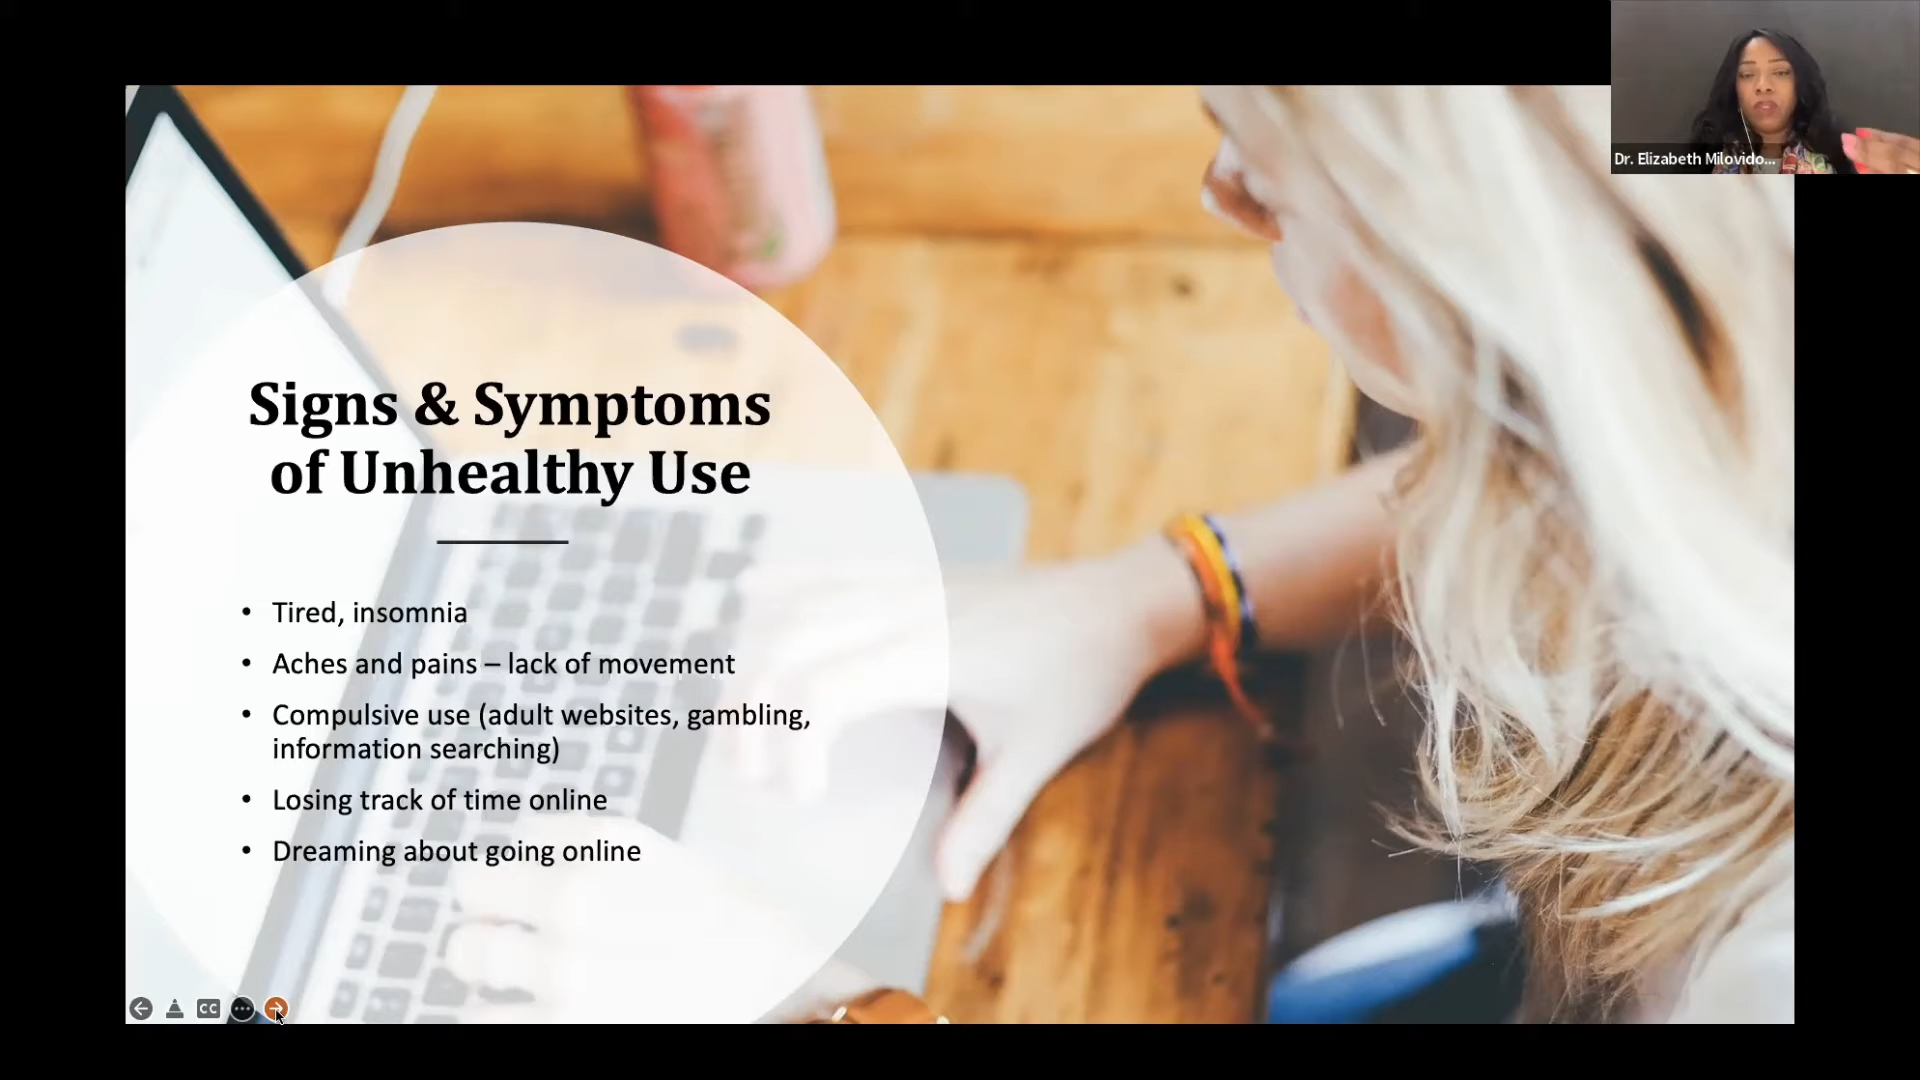 Dr. Elizabeth Milovido...
Signs & Symptoms
of Unhealthy Use
• Tired, insomnia
• Aches and pains – lack of movement
• Compulsive use (adult websites, gambling,
information searching)
• Losing track of time online
• Dreaming about going online
CC